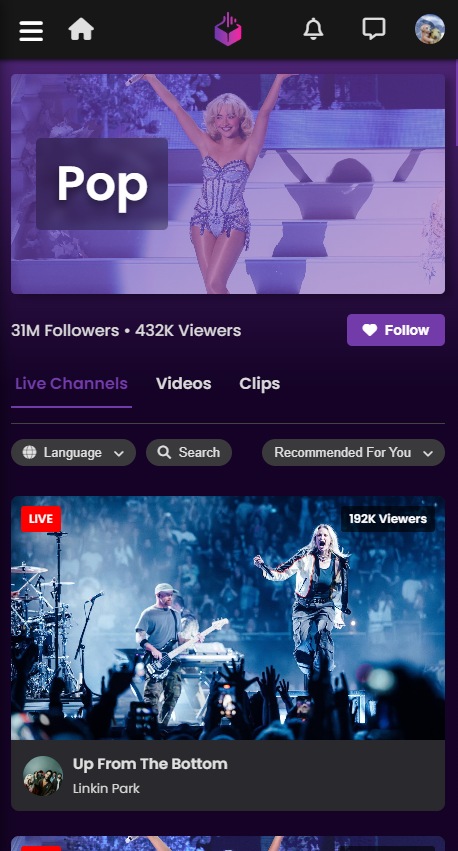 Pop
31M Followers • 432K Viewers
Follow
Live Channels
Videos
Clips
Language
Search
Recommended For You
LIVE
192K Viewers
Up From The Bottom
Linkin Park